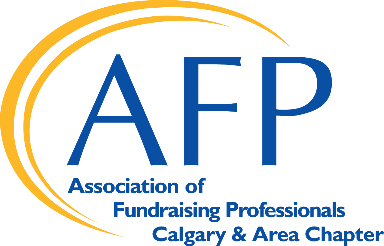 AFP
Association of
Fundraising Professionals
Calgary & Area Chapter